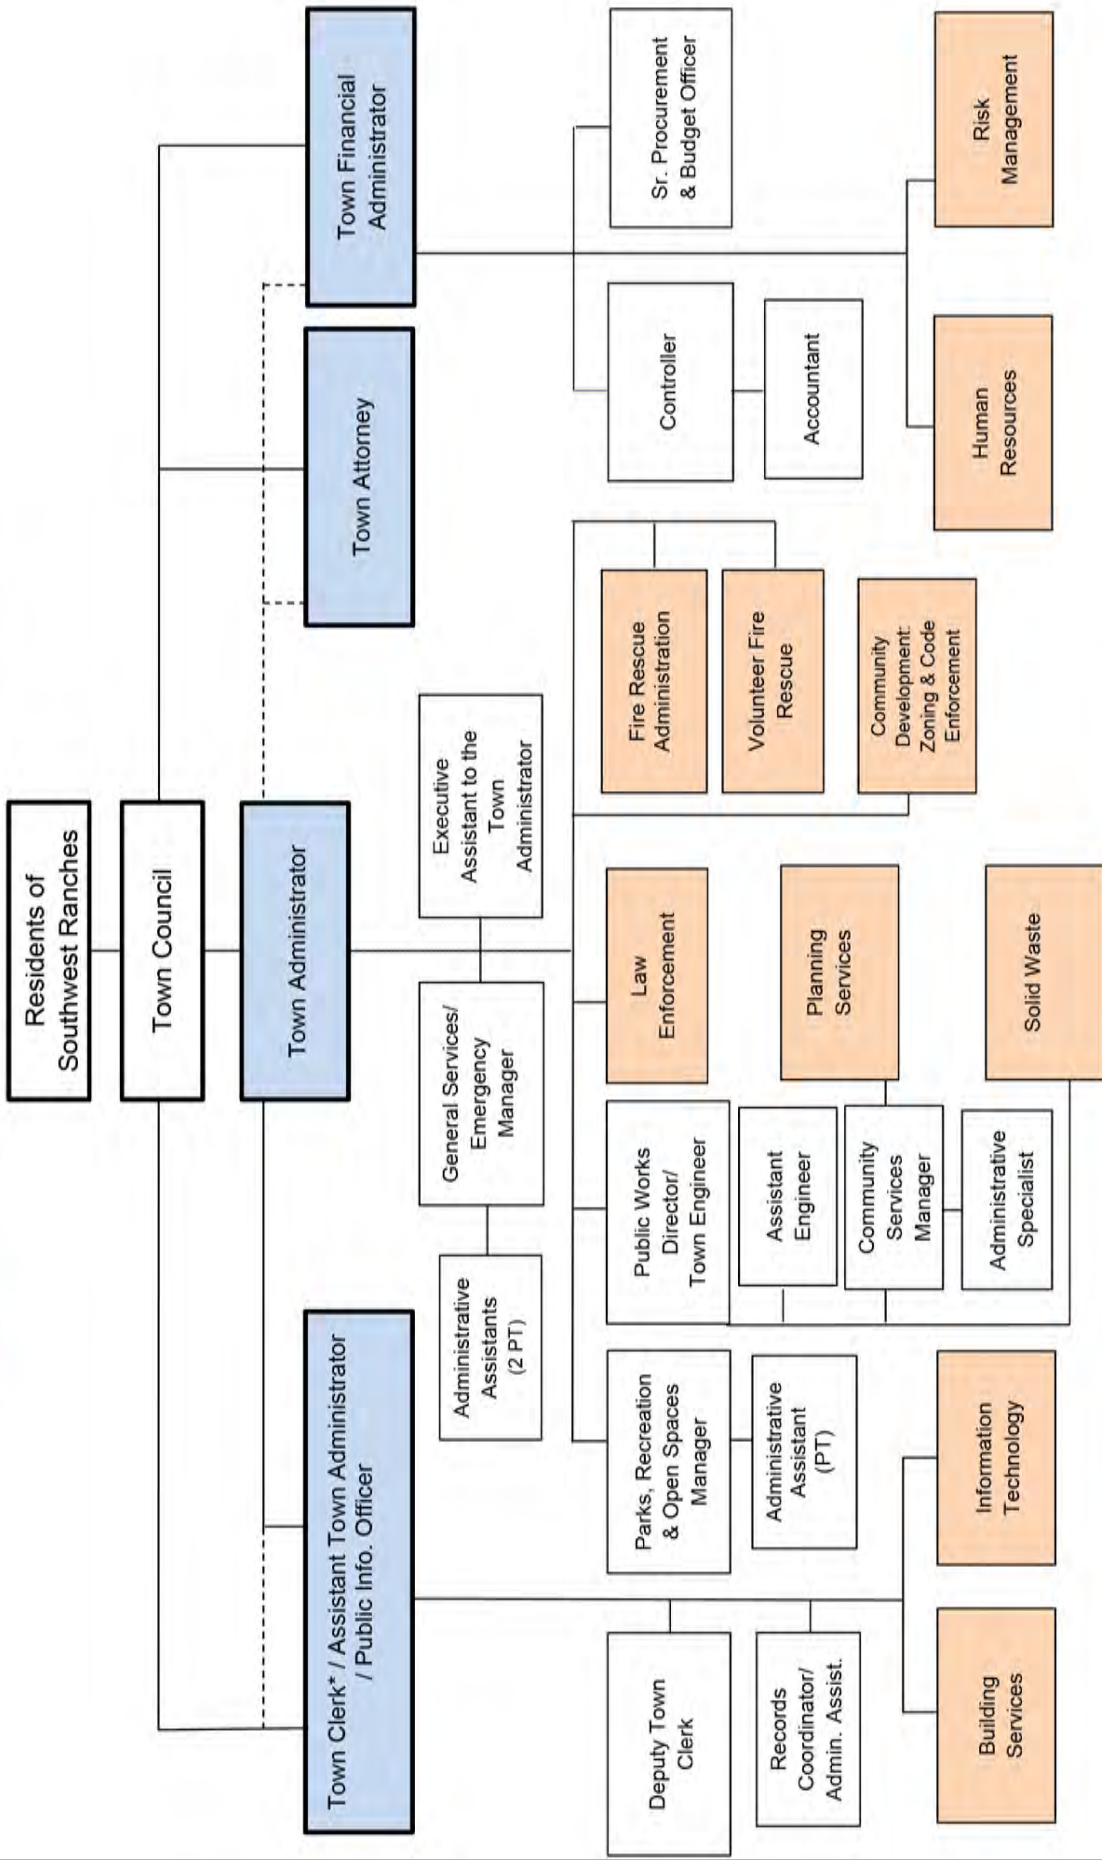 Residents of
Southwest Ranches
Town Council
Town Administrator
Town Clerk* / Assistant Town Administrator
/ Public Info. Officer
Town Attorney
Town Financial
Administrator
Administrative
Assistants
(2 PT)
General Services/
Emergency
Manager
Executive
Assistant to the
Town
Administrator
Deputy Town
Clerk
Records
Coordinator/
Admin. Assist.
Building
Services
Information
Technology
Parks, Recreation
& Open Spaces
Manager
Administrative
Assistant
(PT)
Public Works
Director/
Town Engineer
Assistant
Engineer
Community
Services
Manager
Administrative
Specialist
Law
Enforcement
Planning
Services
Solid Waste
Fire Rescue
Administration
Volunteer Fire
Rescue
Community
Development:
Zoning & Code
Enforcement
Controller
Accountant
Sr. Procurement
& Budget Officer
Human
Resources
Risk
Management